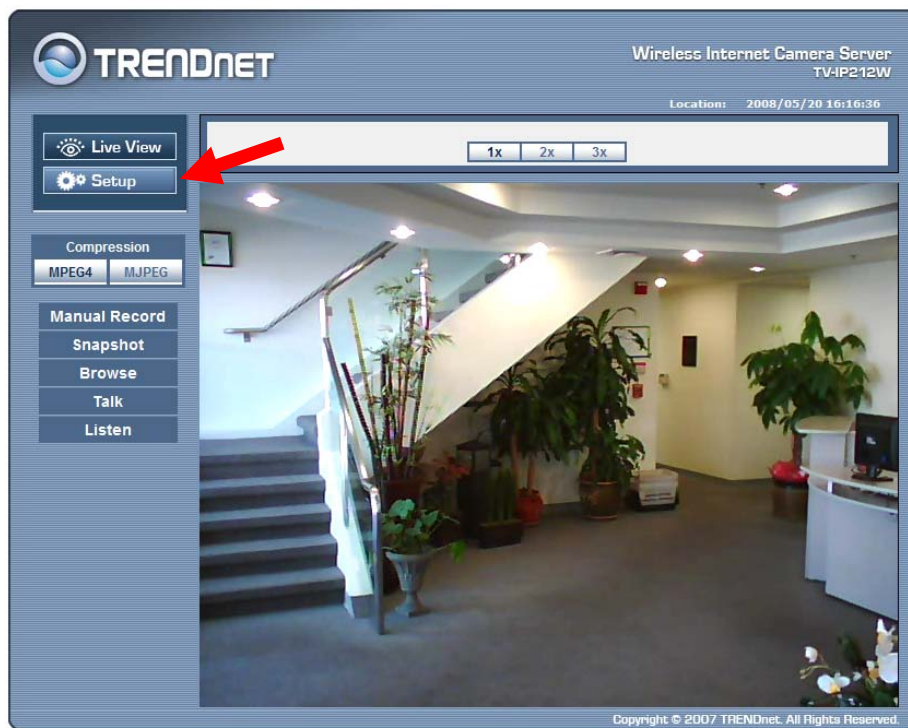 TRENDnet
Wireless Internet Camera Server
TV-IP212W
Location: 2008/05/20 16:16:36
Live View
Setup
1x 2x 3x
Compression
MPEG4 MJPEG
Manual Record
Snapshot
Browse
Talk
Listen
Copyright © 2007 TRENDnet. All Rights Reserved.